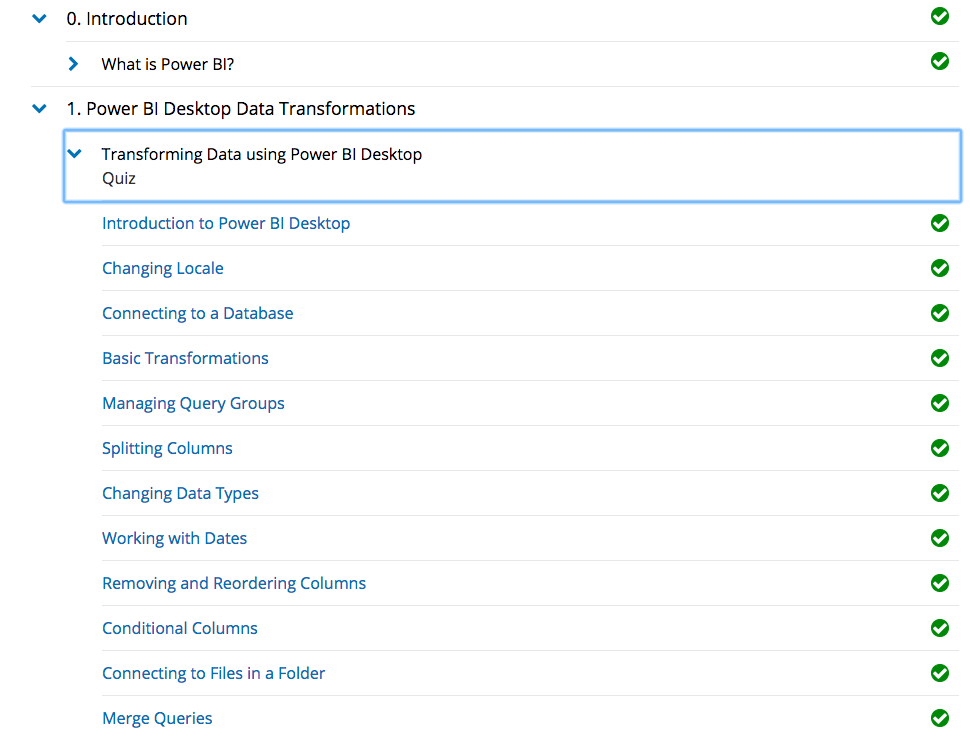 0. Introduction
What is Power BI?
1. Power BI Desktop Data Transformations
Transforming Data using Power BI Desktop
Quiz
Introduction to Power BI Desktop
Changing Locale
Connecting to a Database
Basic Transformations
Managing Query Groups
Splitting Columns
Changing Data Types
Working with Dates
Removing and Reordering Columns
Conditional Columns
Connecting to Files in a Folder
Merge Queries